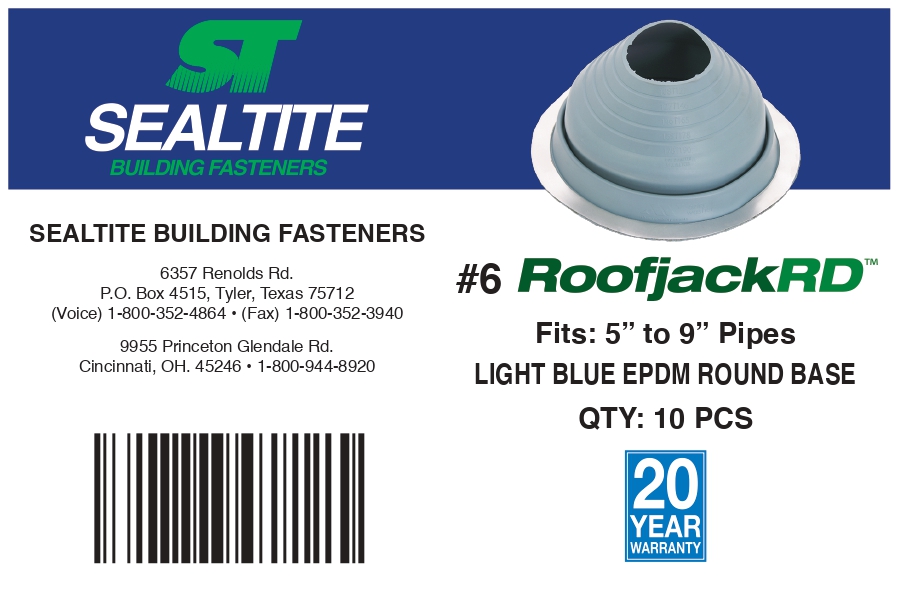 ST
SEALTITE
BUILDING FASTENERS
SEALTITE BUILDING FASTENERS
6357 Renolds Rd.
P.O. Box 4515, Tyler, Texas 75712
(Voice) 1-800-352-4864 • (Fax) 1-800-352-3940
9955 Princeton Glendale Rd.
Cincinnati, OH. 45246 • 1-800-944-8920
#6 RoofjackRD™
Fits: 5” to 9” Pipes
LIGHT BLUE EPDM ROUND BASE
QTY: 10 PCS
20
YEAR
WARRANTY